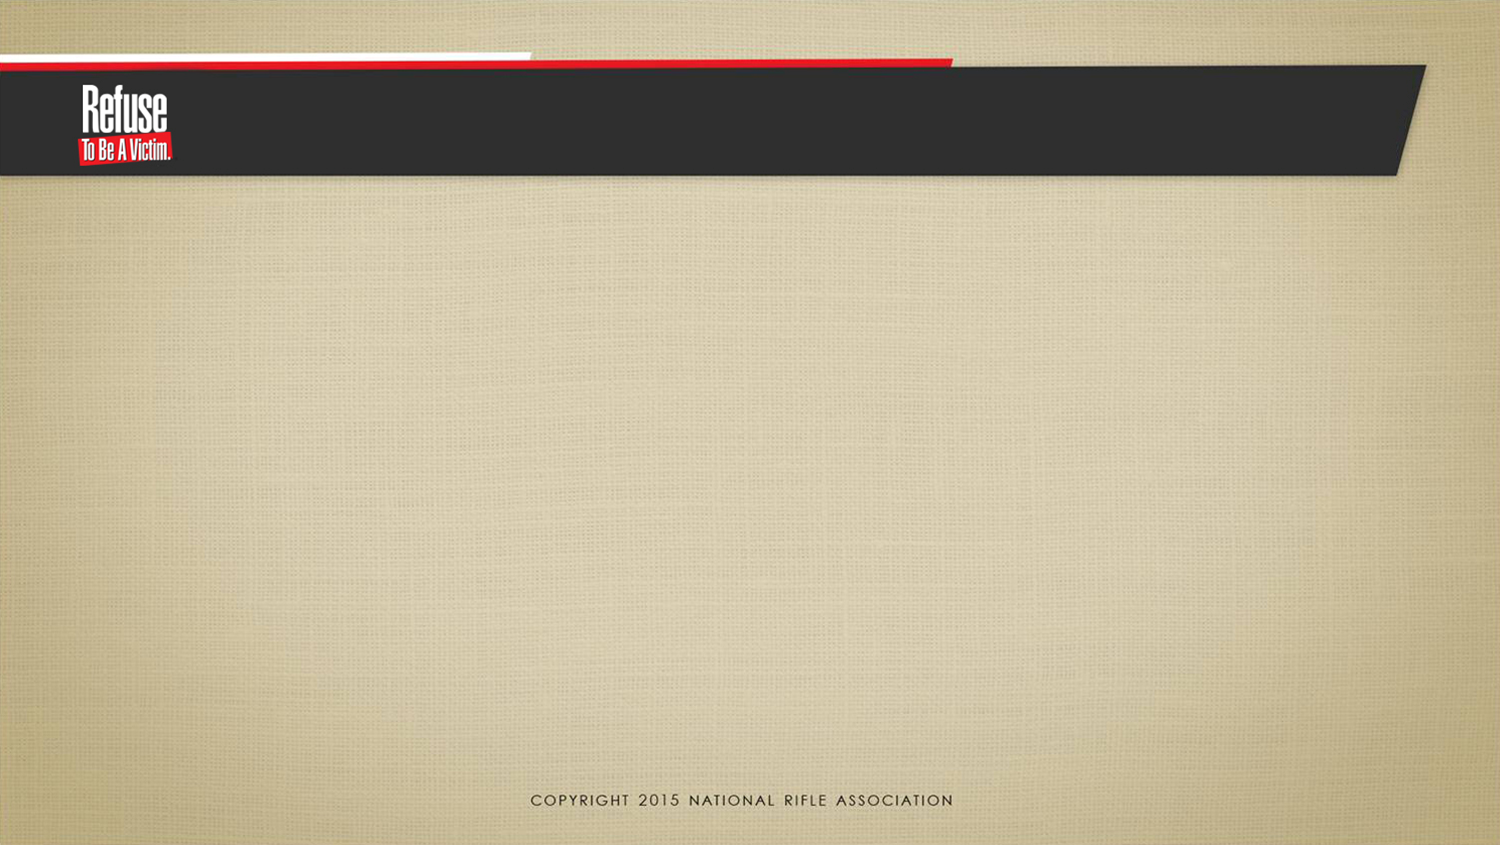 Refuse
To Be A Victim.
COPYRIGHT 2015 NATIONAL RIFLE ASSOCIATION